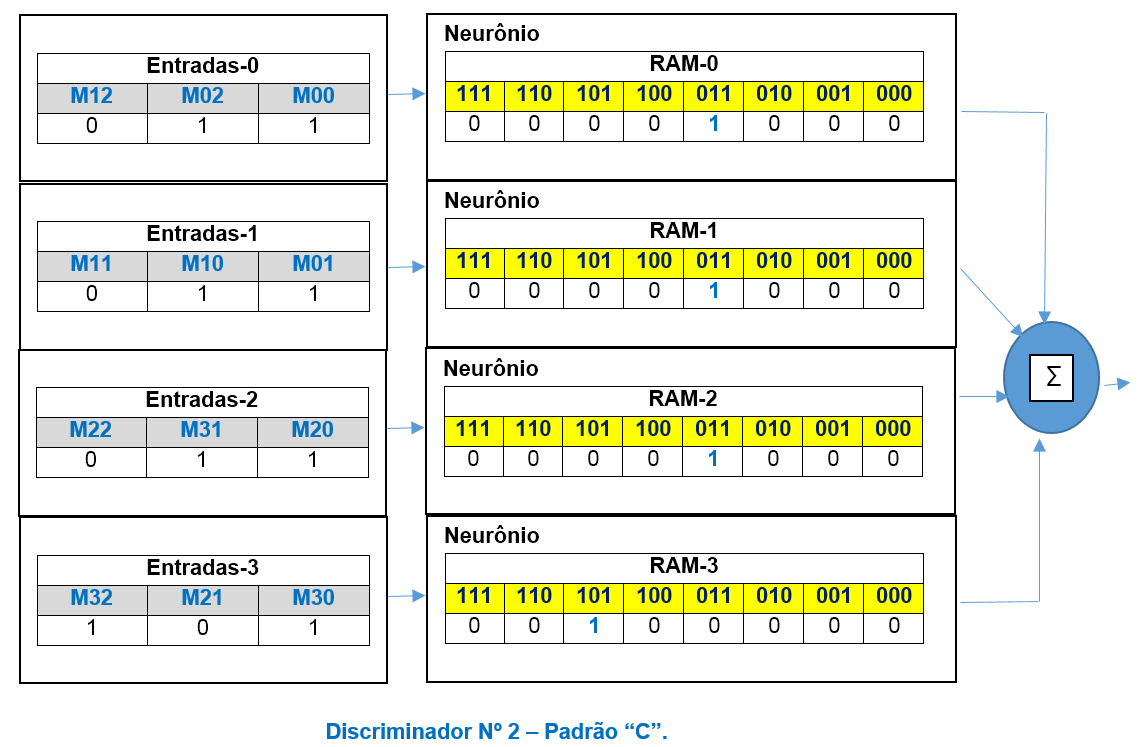 Entradas-0
M12 M02 M00
0 1 1
Neurônio
RAM-0
111 110 101 100 011 010 001 000
0 0 0 0 1 0 0 0
Entradas-1
M11 M10 M01
0 1 1
Neurônio
RAM-1
111 110 101 100 011 010 001 000
0 0 0 0 1 0 0 0
Entradas-2
M22 M31 M20
0 1 1
Neurônio
RAM-2
111 110 101 100 011 010 001 000
0 0 0 0 1 0 0 0
Entradas-3
M32 M21 M30
1 0 1
Neurônio
RAM-3
111 110 101 100 011 010 001 000
0 0 1 0 0 0 0 0
Σ
Discriminador Nº 2 – Padrão “C”.